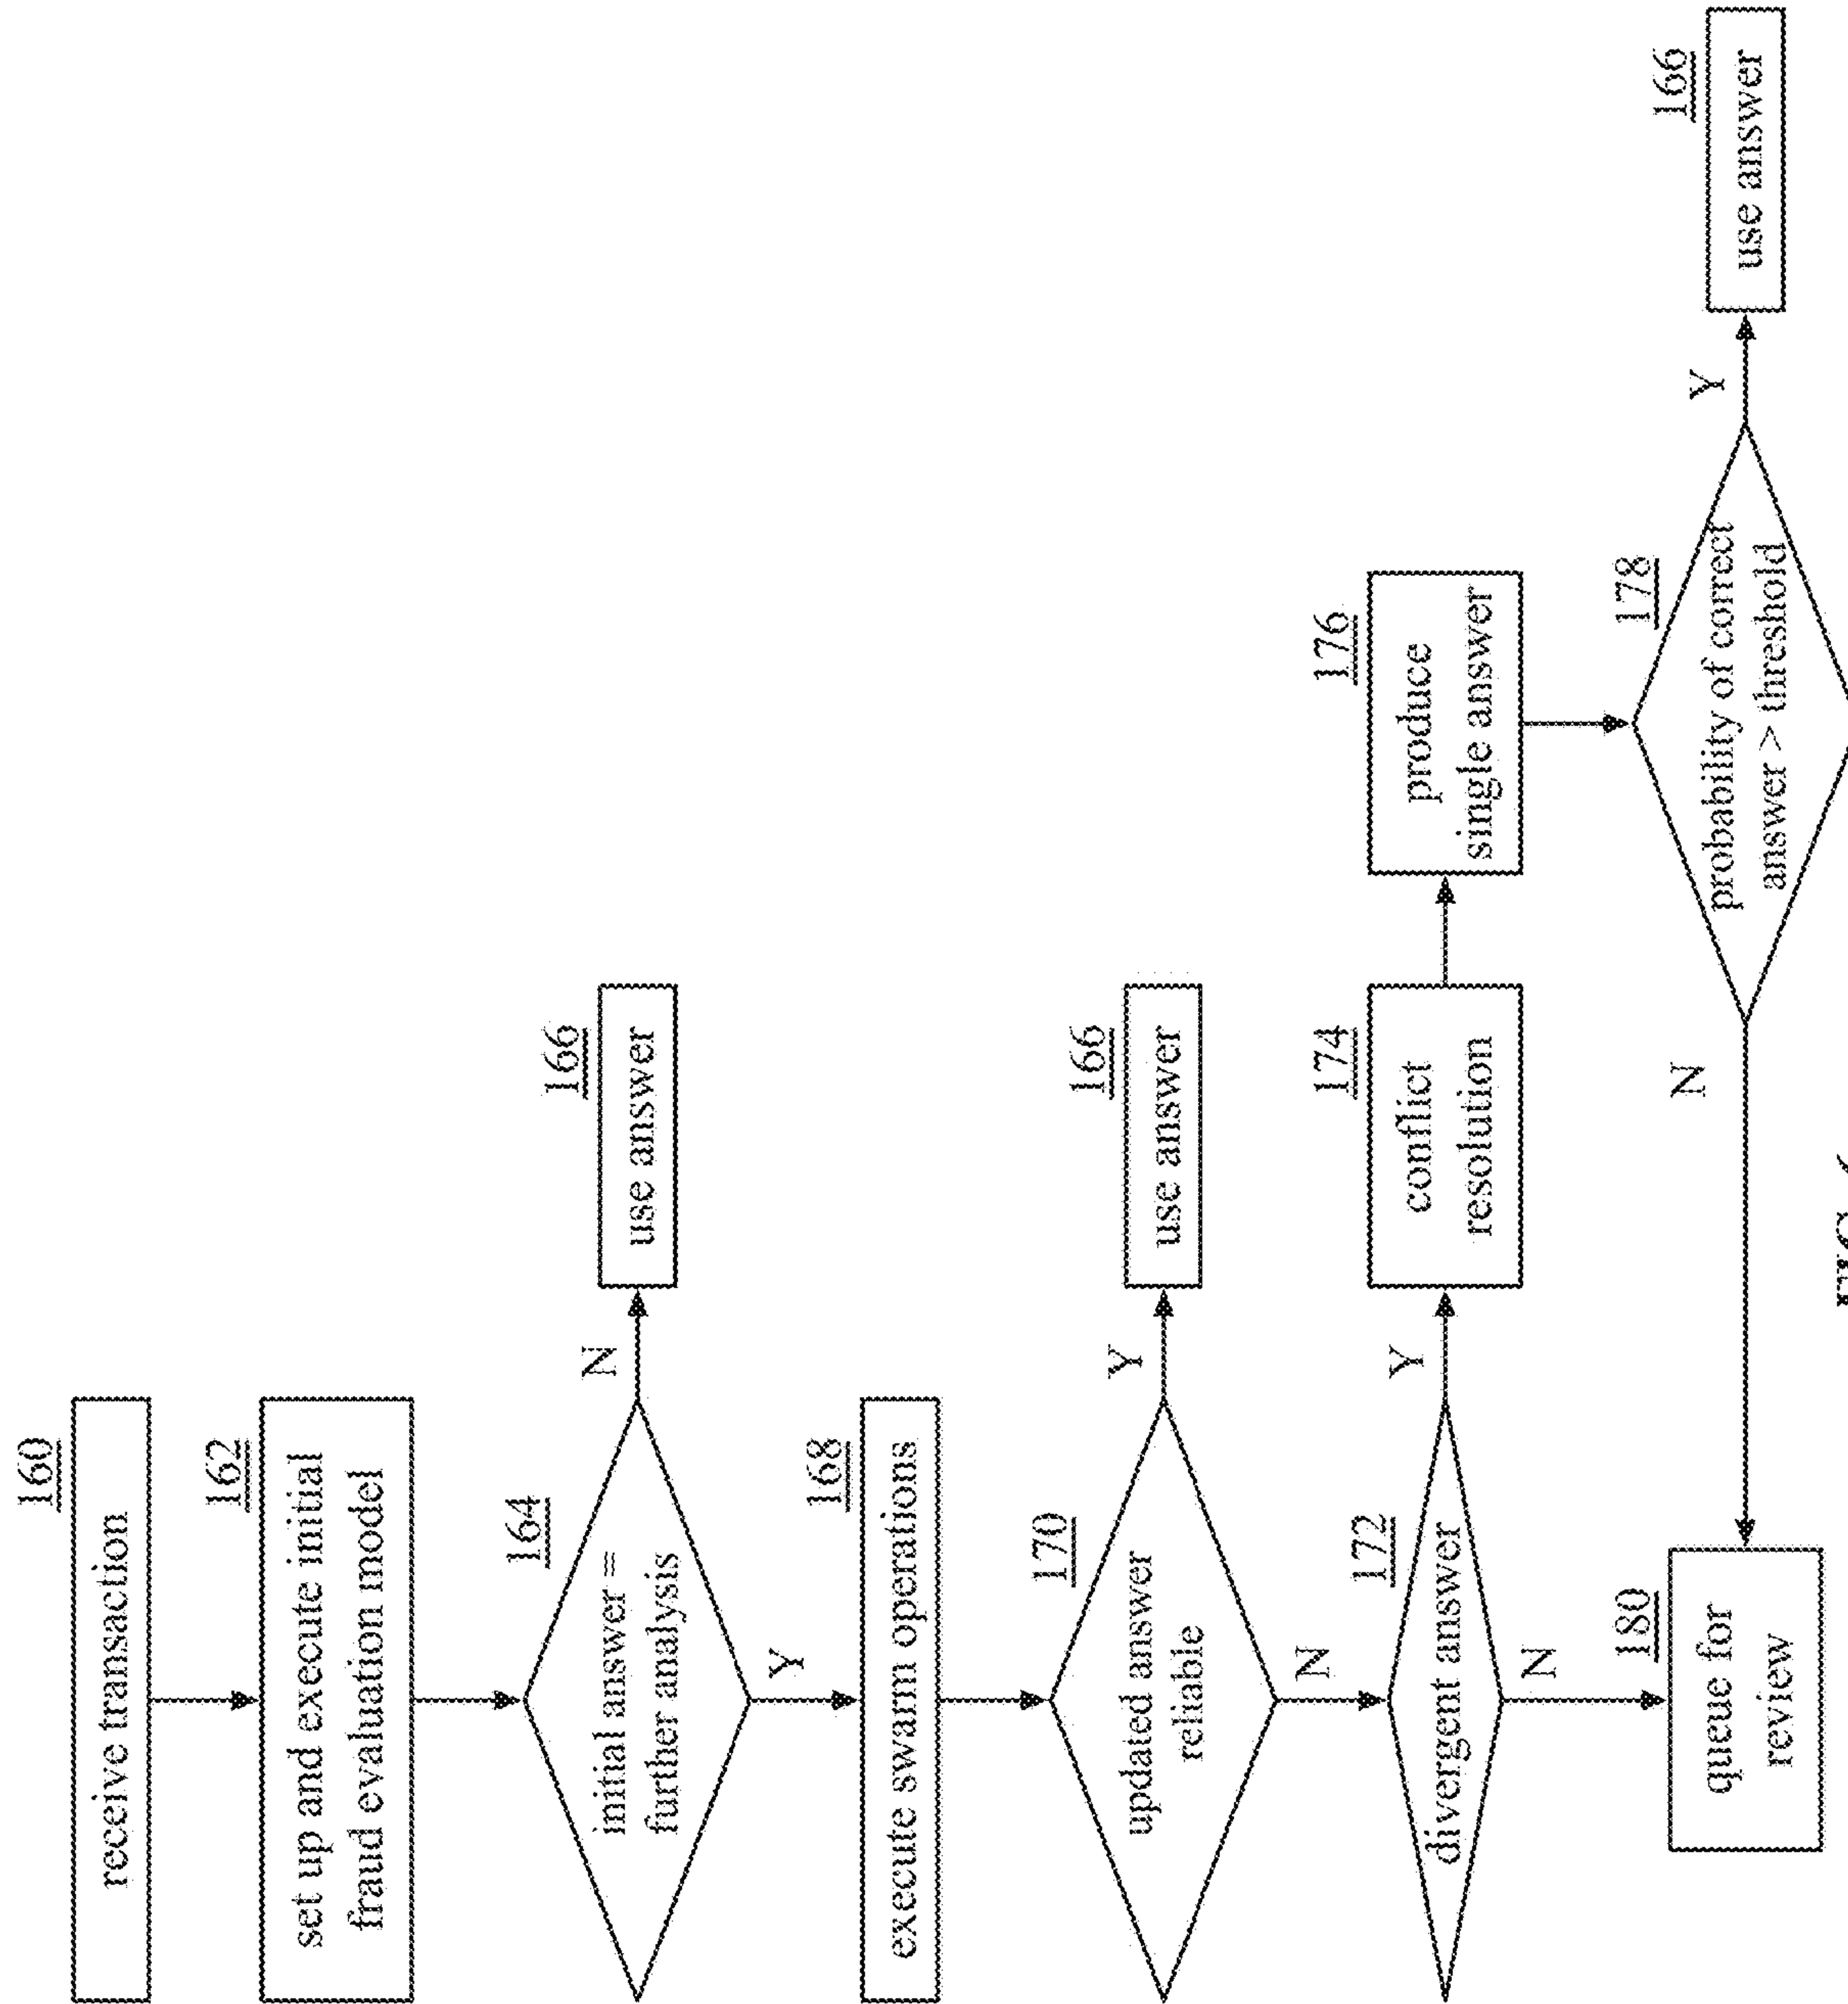 160
receive transaction
162
set up and execute initial
fraud evaluation model
164
initial answer =
further analysis
N
166
use answer
Y
168
execute swarm operations
170
updated answer
reliable
Y
166
use answer
N
172
divergent answer
Y
174
conflict
resolution
176
produce
single answer
N
178
probability of correct
answer > threshold
Y
166
use answer
N
180
queue for
review